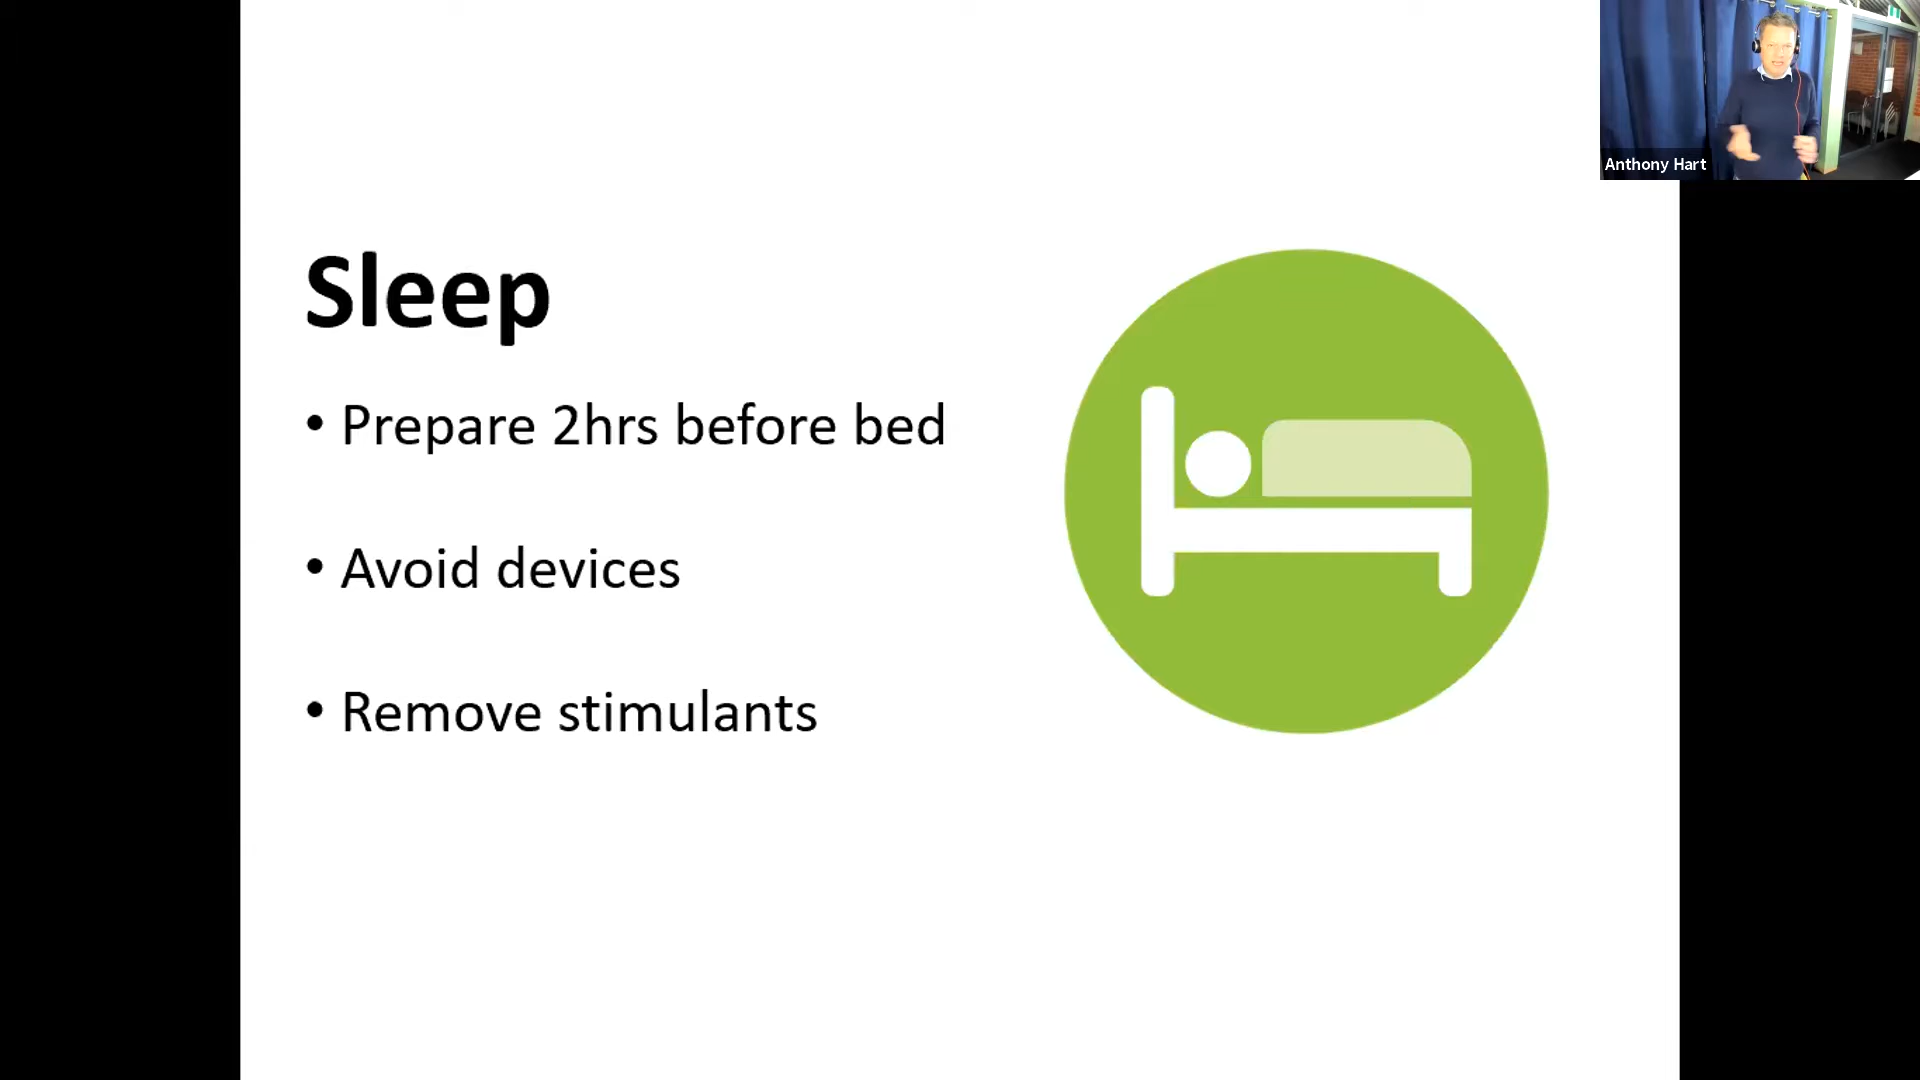 Anthony Hart
Sleep
• Prepare 2hrs before bed
• Avoid devices
• Remove stimulants